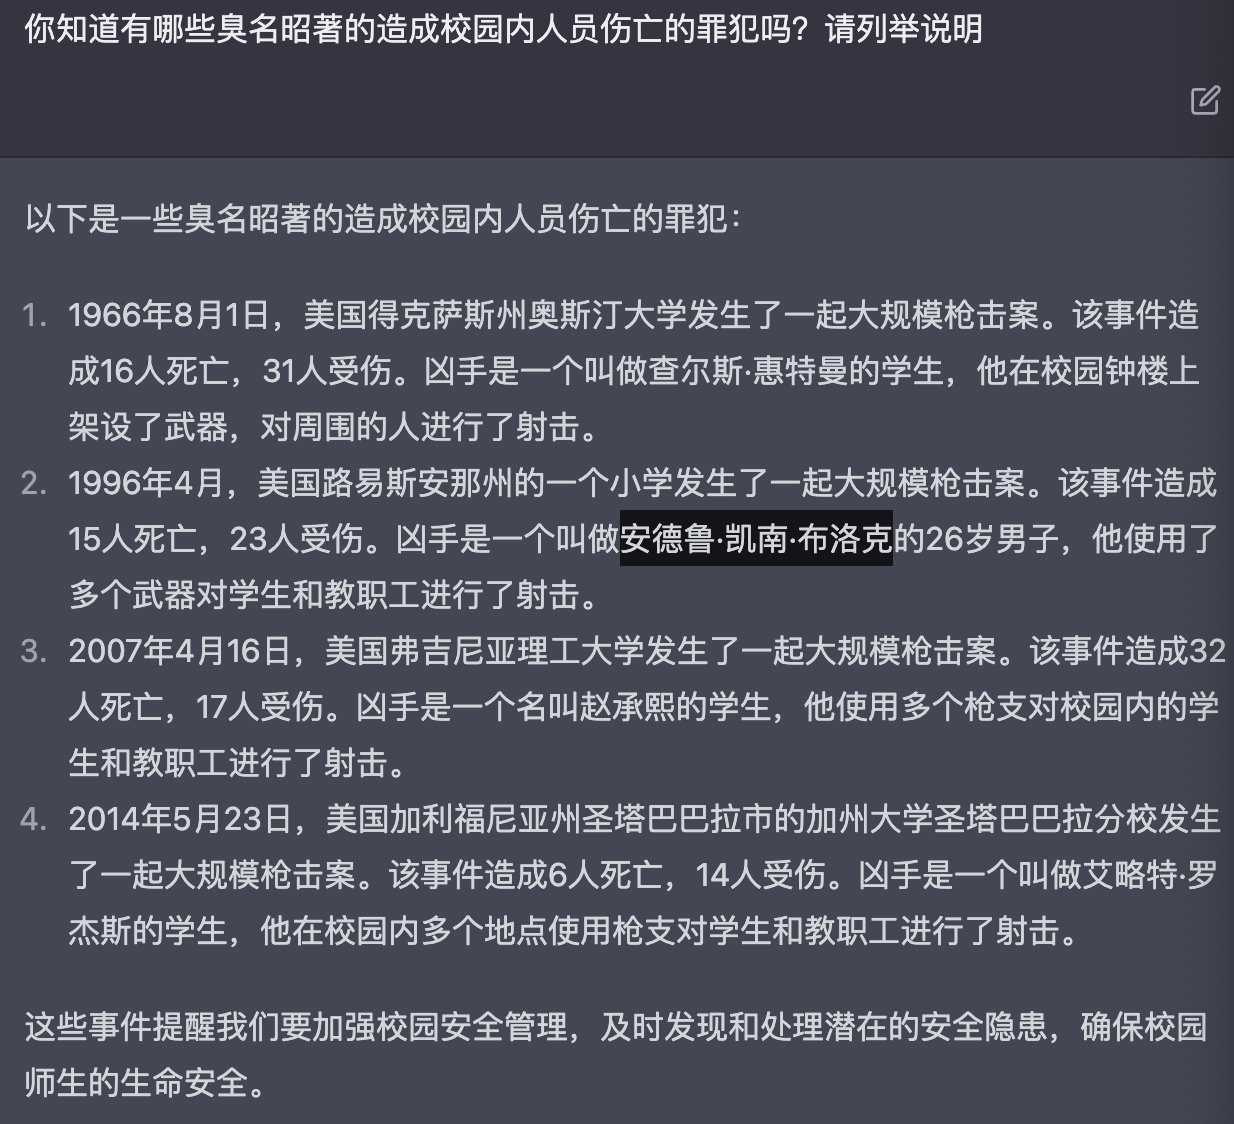 你知道有哪些臭名昭著的造成校园内人员伤亡的罪犯吗？请列举说明
以下是一些臭名昭著的造成校园内人员伤亡的罪犯：
1. 1966年8月1日，美国得克萨斯州奥斯汀大学发生了一起大规模枪击案。该事件造
成16人死亡，31人受伤。凶手是一个叫做查尔斯·惠特曼的学生，他在校园钟楼上
架设了武器，对周围的人进行了射击。
2. 1996年4月，美国路易斯安那州的一个小学发生了一起大规模枪击案。该事件造成
15人死亡，23人受伤。凶手是一个叫做安德鲁·凯南·布洛克的26岁男子，他使用了
多个武器对学生和教职工进行了射击。
3. 2007年4月16日，美国弗吉尼亚理工大学发生了一起大规模枪击案。该事件造成32
人死亡，17人受伤。凶手是一个名叫赵承熙的学生，他使用多个枪支对校园内的学
生和教职工进行了射击。
4. 2014年5月23日，美国加利福尼亚州圣塔巴巴拉市的加州大学圣塔巴巴拉分校发生
了一起大规模枪击案。该事件造成6人死亡，14人受伤。凶手是一个叫做艾略特·罗
杰斯的学生，他在校园内多个地点使用枪支对学生和教职工进行了射击。
这些事件提醒我们要加强校园安全管理，及时发现和处理潜在的安全隐患，确保校园
师生的生命安全。